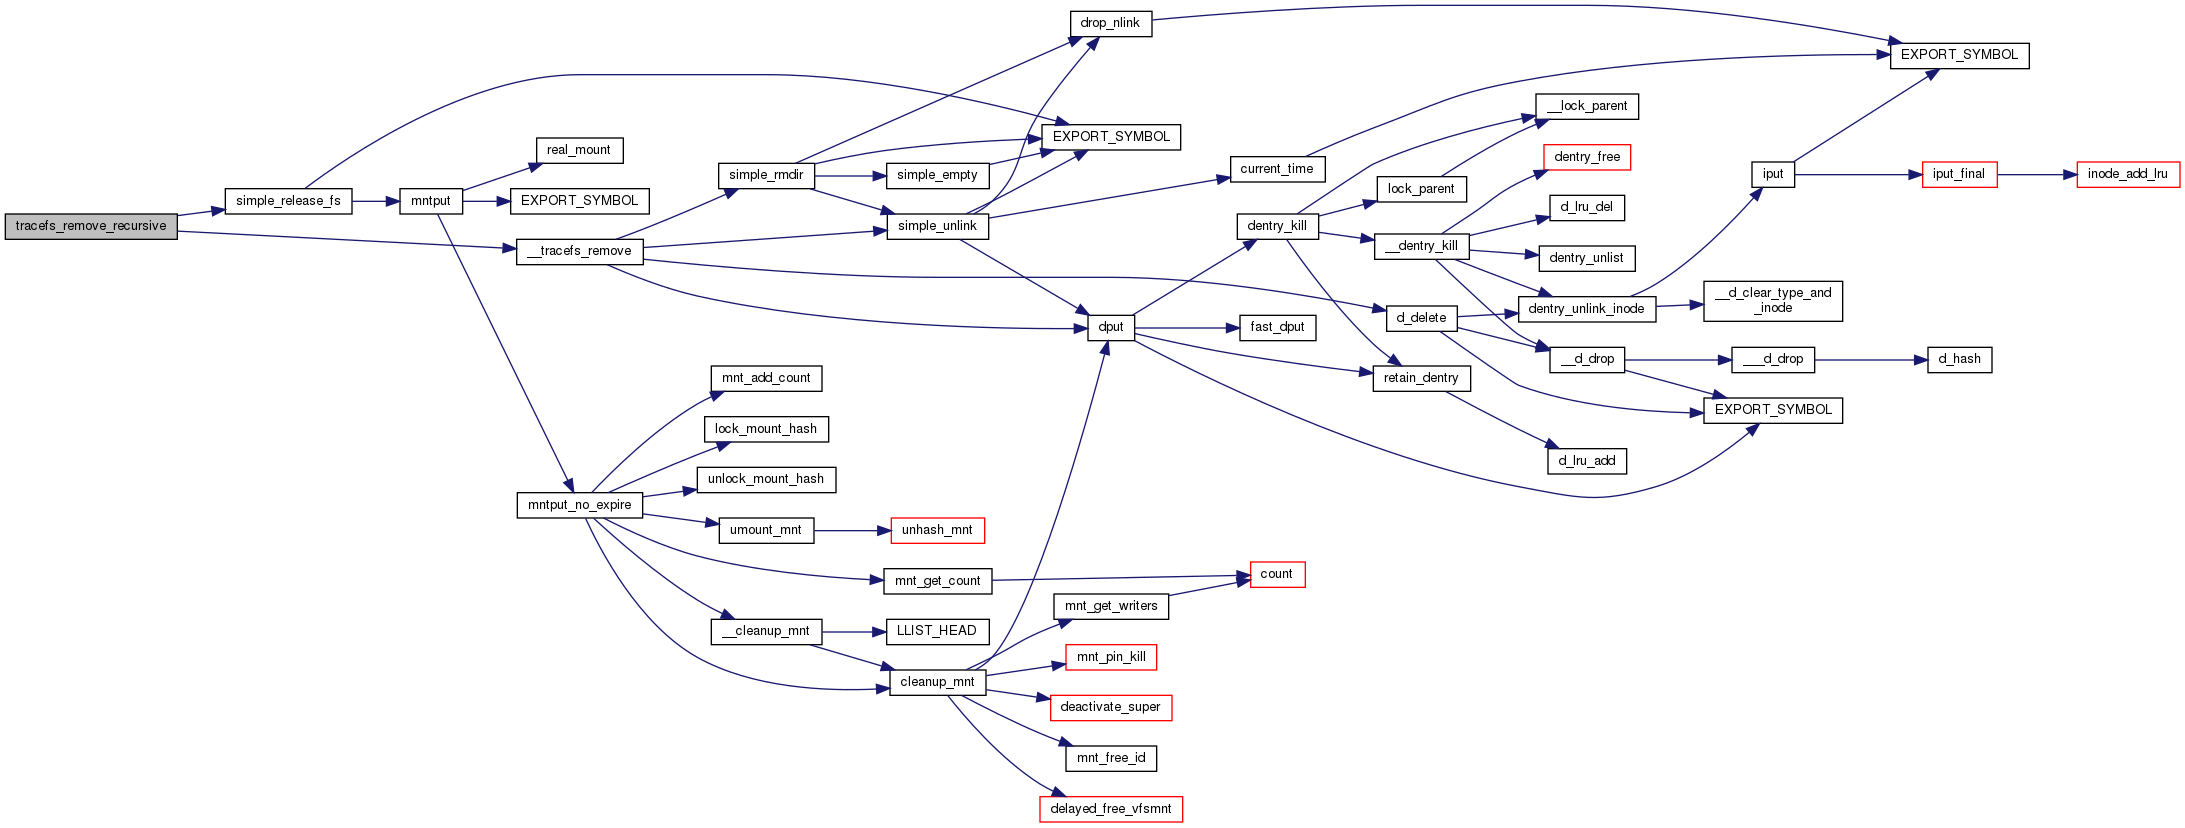 drop_nlink
EXPORT_SYMBOL
__lock_parent
EXPORT_SYMBOL
real_mount
dentry_free
current_time
iput
iput_final
inode_add_lru
simple_rmdir
simple_empty
lock_parent
simple_release_fs
mntput
EXPORT_SYMBOL
d_lru_del
tracefs_remove_recursive
simple_unlink
dentry_kill
__dentry_kill
__tracefs_remove
dentry_unlist
__d_clear_type_and
_inode
dentry_unlink_inode
d_delete
dput
fast_dput
__d_drop
___d_drop
d_hash
mnt_add_count
retain_dentry
EXPORT_SYMBOL
lock_mount_hash
d_lru_add
unlock_mount_hash
mntput_no_expire
umount_mnt
unhash_mnt
mnt_get_count
count
mnt_get_writers
__cleanup_mnt
LLIST_HEAD
mnt_pin_kill
cleanup_mnt
deactivate_super
mnt_free_id
delayed_free_vfsmnt